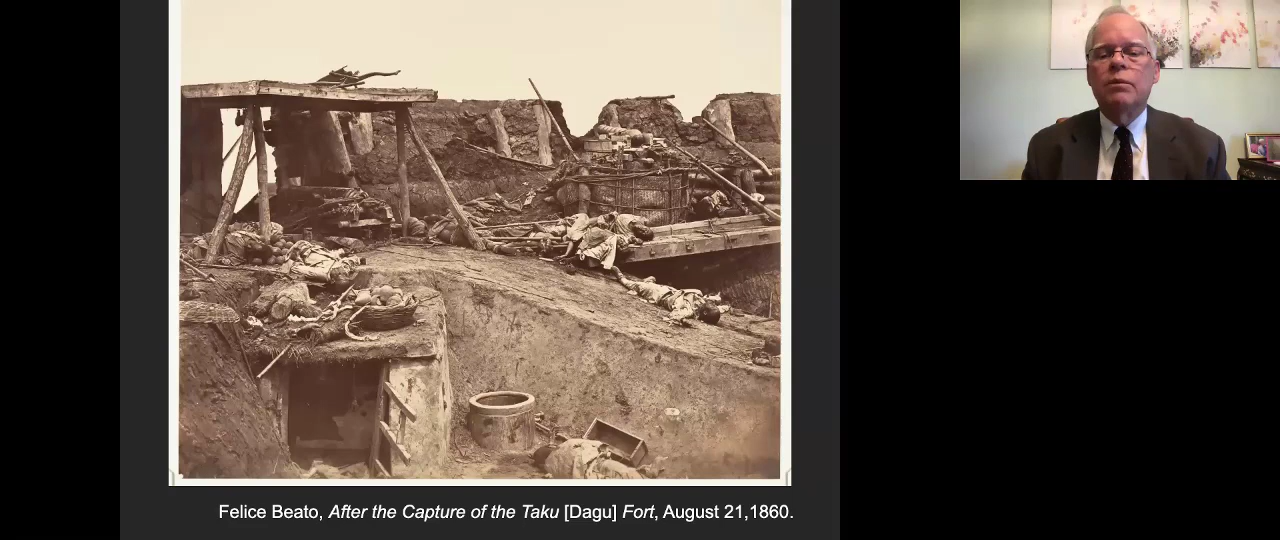 Felice Beato, After the Capture of the Taku [Dagu] Fort, August 21,1860.